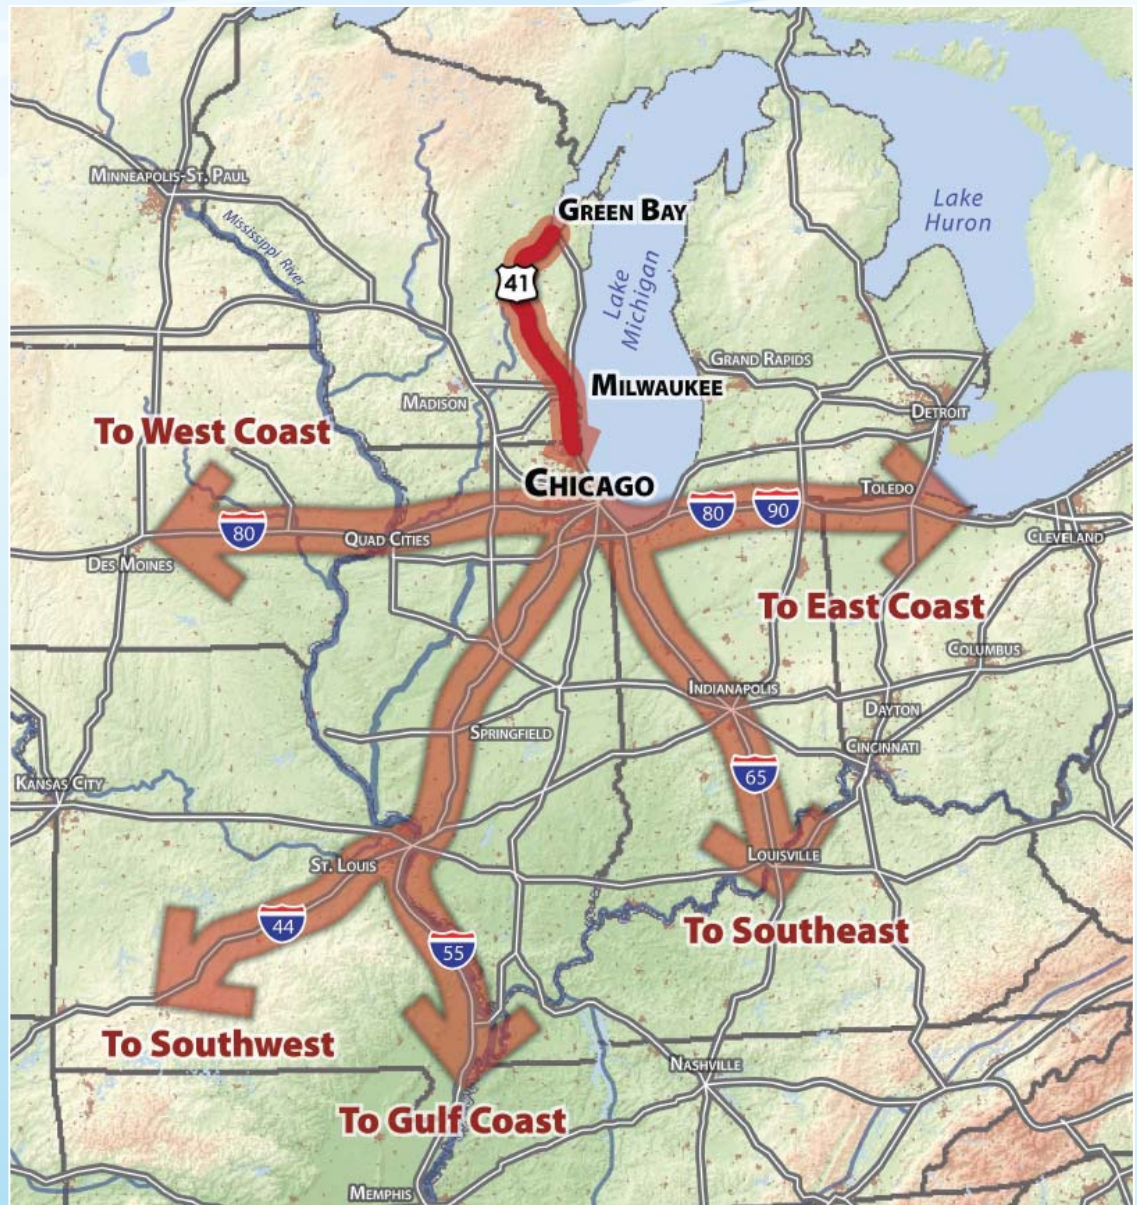 MINNEAPOLIS-ST. PAUL
Mississippi River
GREEN BAY
Lake
Huron
41
Lake
Michigan
GRAND RAPIDS
MILWAUKEE
MADISON
DETROIT
To West Coast
CHICAGO
TOLEDO
80
80
90
QUAD CITIES
CLEVELAND
DES MOINES
To East Coast
COLUMBUS
INDIANAPOLIS
DAYTON
SPRINGFIELD
CINCINNATI
65
KANSAS CITY
LOUISVILLE
ST. LOUIS
44
55
To Southeast
To Southwest
NASHVILLE
To Gulf Coast
MEMPHIS